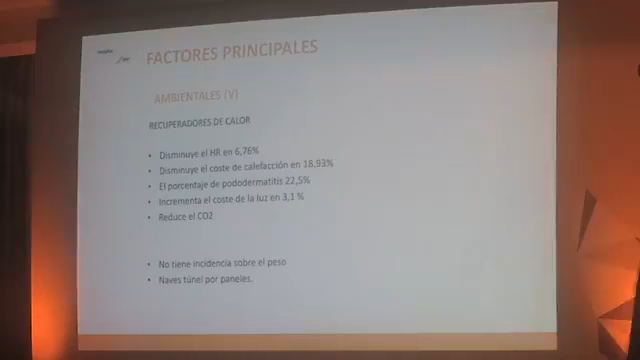 FACTORES PRINCIPALES
AMBIENTALES (V)
RECUPERADORES DE CALOR
• Disminuye el HR en 6,76%
• Disminuye el coste de calefacción en 18,93%
• El porcentaje de pododermatitis 22,5%
• Incrementa el coste de la luz en 3,1 %
• Reduce el CO2
• No tiene incidencia sobre el peso
• Naves túnel por paneles.